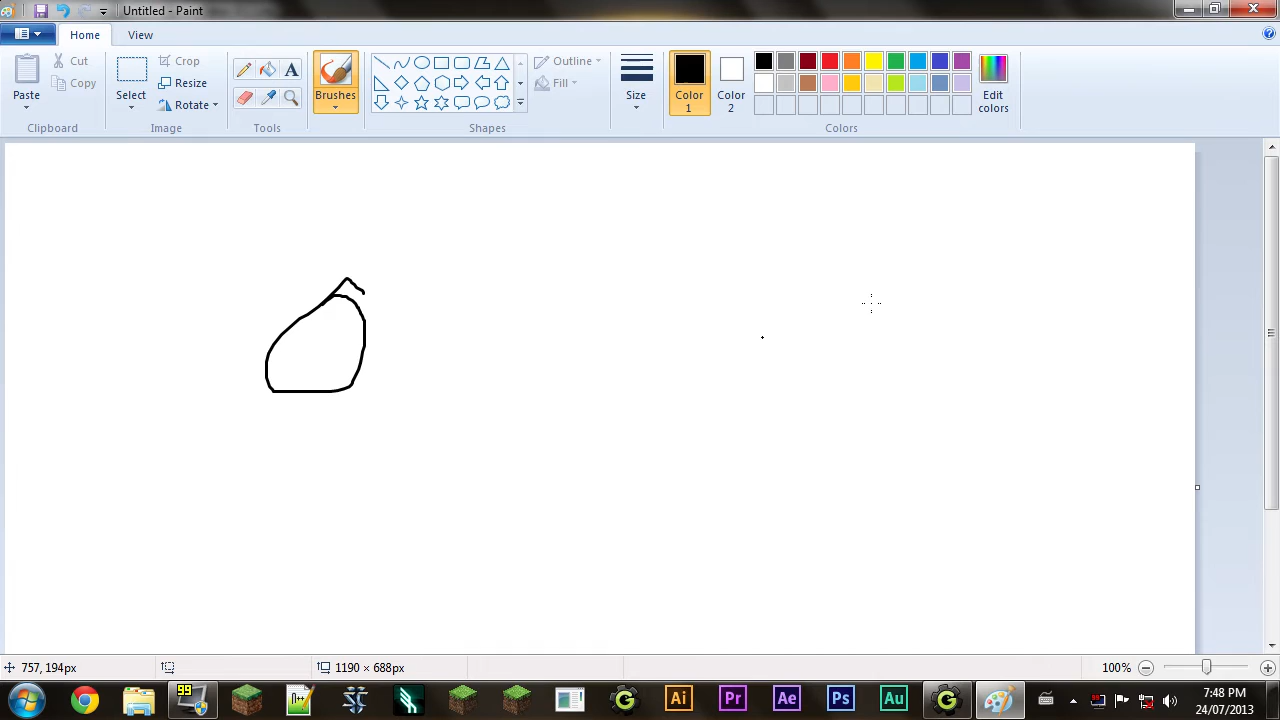 Untitled - Paint
Home
View
Paste
Cut
Copy
Clipboard
Select
Crop
Resize
Rotate
Image
A
Tools
Brushes
Outline
Fill
Shapes
Size
Color 1
Color 2
Edit colors
Colors
757, 194px
1190 × 688px
100%
99
Ai
Pr
Ae
Ps
Au
7:48 PM
24/07/2013